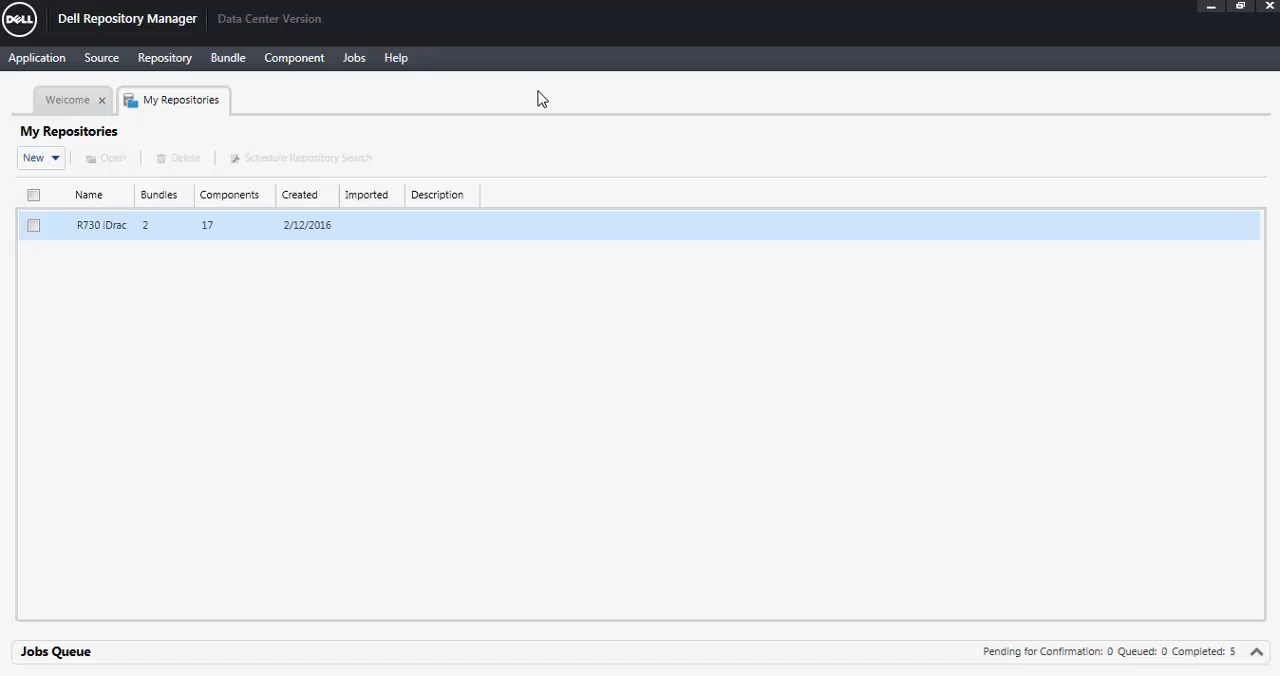 DELL Dell Repository Manager Data Center Version
Application Source Repository Bundle Component Jobs Help
Welcome My Repositories
My Repositories
New Open Delete Schedule Repository Search
Name Bundles Components Created Imported Description
R730 iDrac 2 17 2/12/2016
Jobs Queue Pending for Confirmation: 0 Queued: 0 Completed: 5